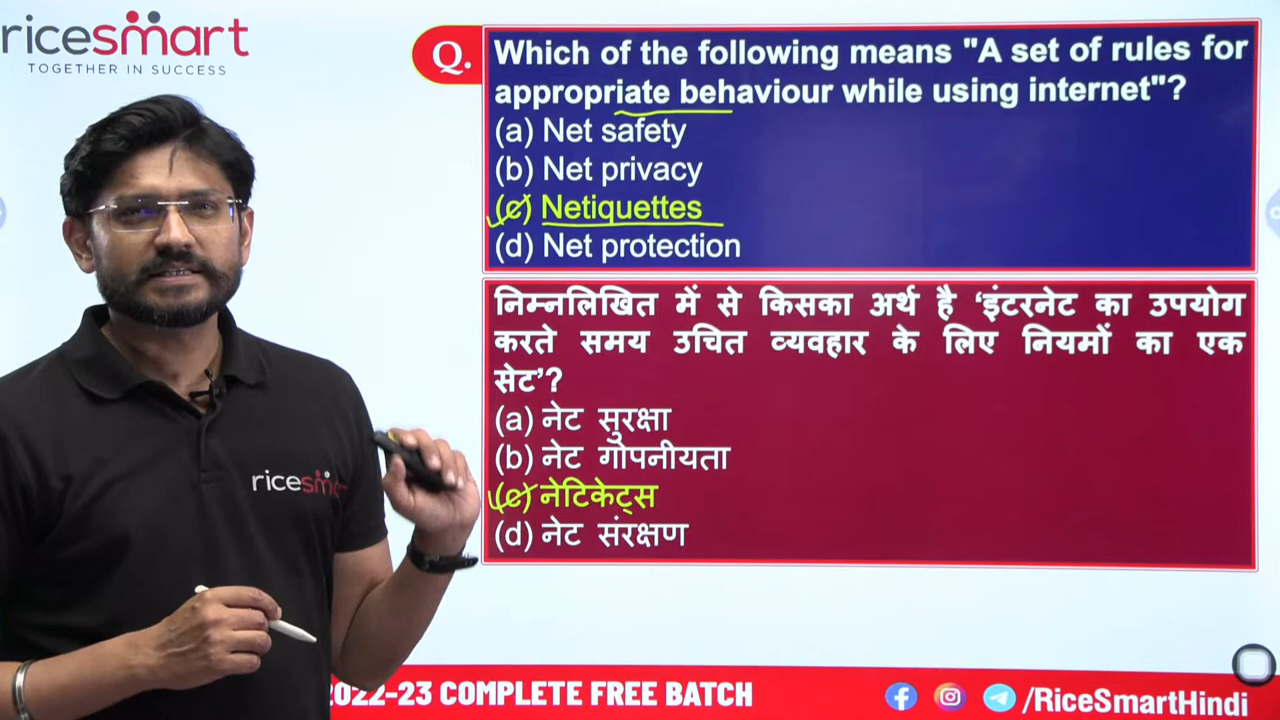 ricesmart
TOGETHER IN SUCCESS
Q.
Which of the following means "A set of rules for
appropriate behaviour while using internet"?
(a) Net safety
(b) Net privacy
(c) Netiquettes
(d) Net protection
निम्नलिखित में से किसका अर्थ है ‘इंटरनेट का उपयोग
करते समय उचित व्यवहार के लिए नियमों का एक
सेट’?
(a) नेट सुरक्षा
(b) नेट गोपनीयता
(c) नेटिकेट्स
(d) नेट संरक्षण
ricesmart
2022-23 COMPLETE FREE BATCH
/RiceSmartHindi